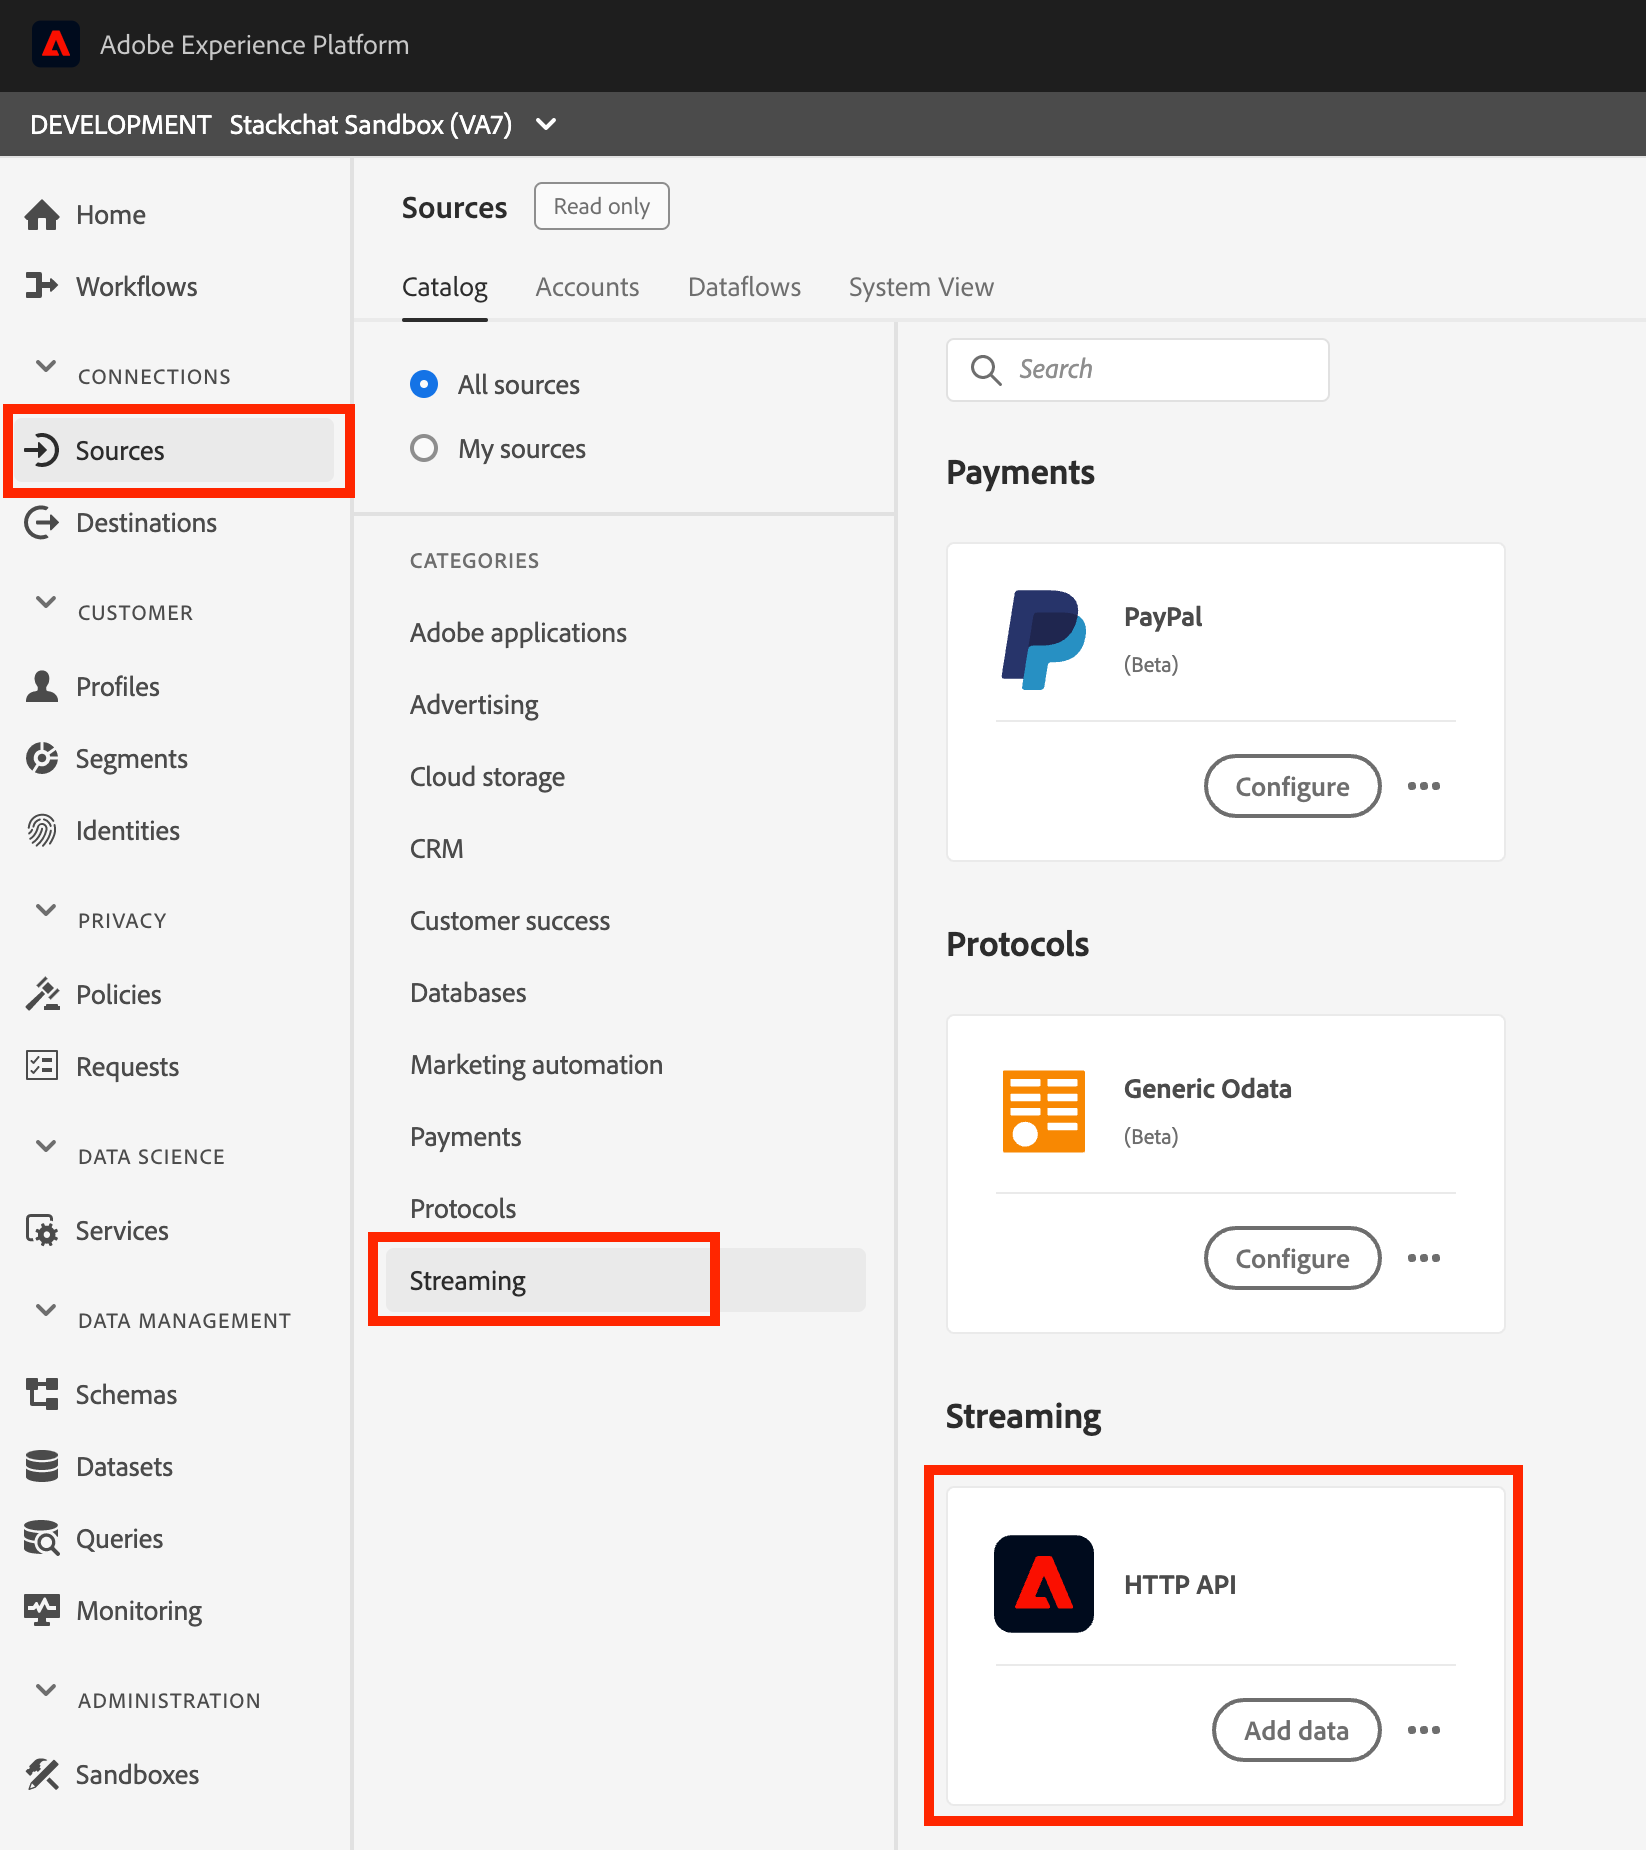 Adobe Experience Platform
DEVELOPMENT Stackchat Sandbox (VA7)
Home
Workflows
CONNECTIONS
Sources
Destinations
CUSTOMER
Profiles
Segments
Identities
PRIVACY
Policies
Requests
DATA SCIENCE
Services
DATA MANAGEMENT
Schemas
Datasets
Queries
Monitoring
ADMINISTRATION
Sandboxes
Sources Read only
Catalog Accounts Dataflows System View
All sources
My sources
CATEGORIES
Adobe applications
Advertising
Cloud storage
CRM
Customer success
Databases
Marketing automation
Payments
Protocols
Streaming
Search
Payments
PayPal
(Beta)
Configure
Protocols
Generic Odata
(Beta)
Configure
Streaming
HTTP API
Add data